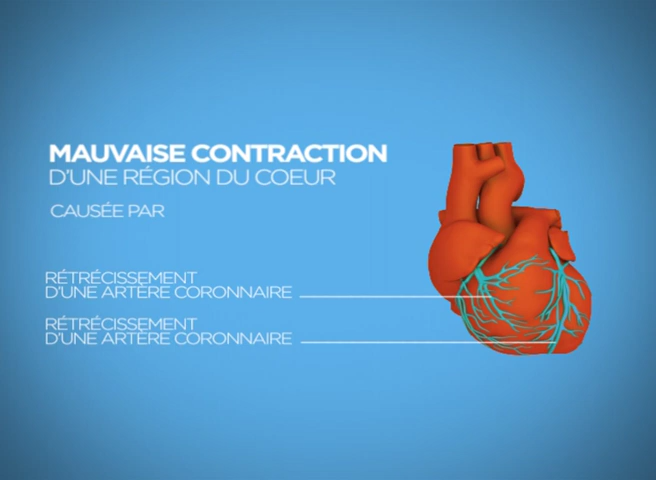 MAUVAISE CONTRACTION
D'UNE RÉGION DU COEUR
CAUSÉE PAR
RÉTRÉCISSEMENT
D'UNE ARTÈRE CORONNAIRE
RÉTRÉCISSEMENT
D'UNE ARTÈRE CORONNAIRE